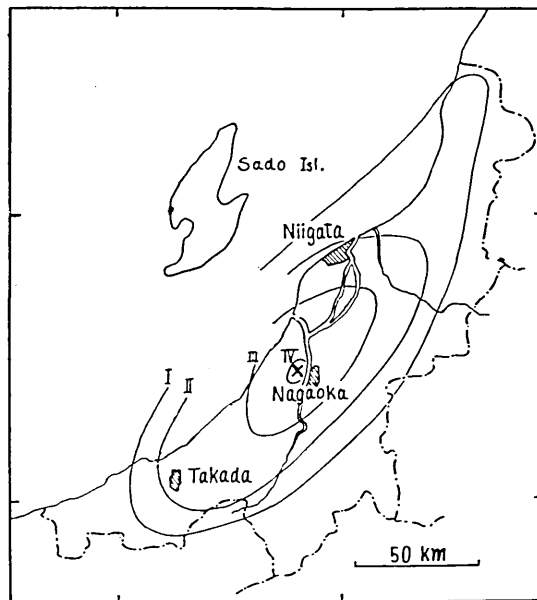 Sado Isl.
Niigata
I
II
III
IV
Nagaoka
Takada
50 km